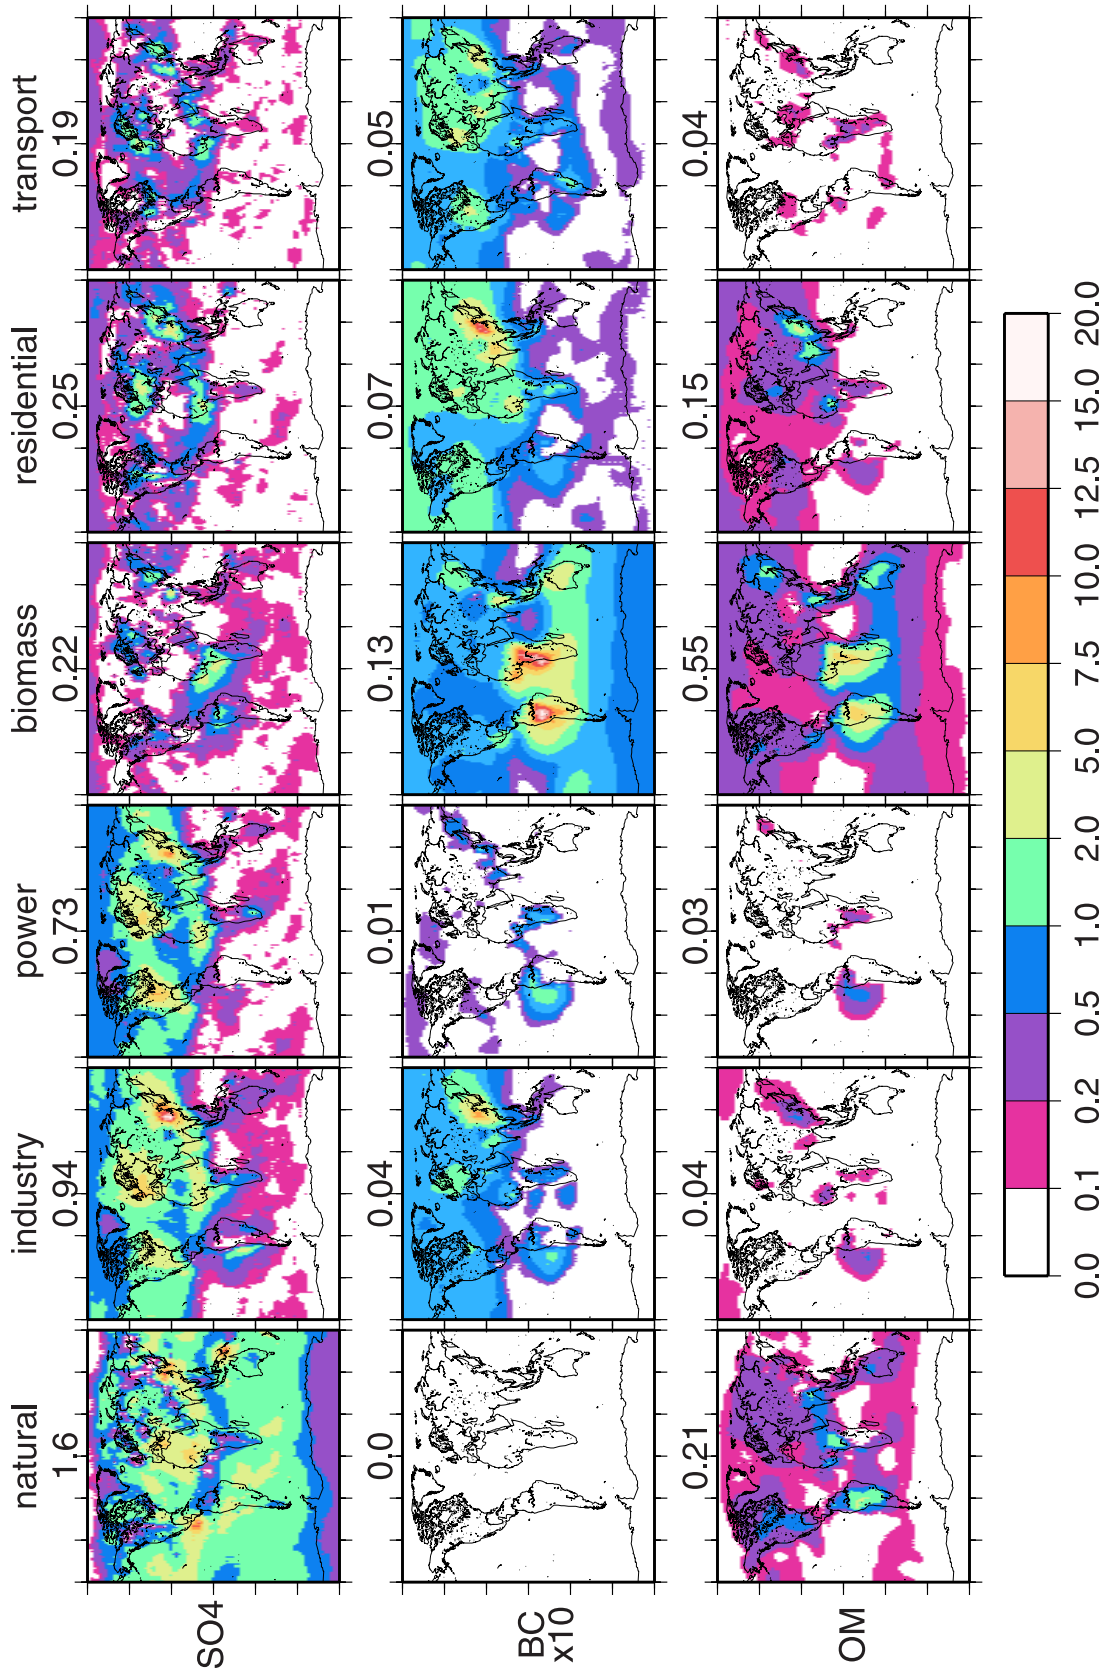 natural industry power biomass residential transport
SO4 1.6 0.94 0.73 0.22 0.25 0.19
BC
x10
0.0 0.04 0.01 0.13 0.07 0.05
OM 0.21 0.04 0.03 0.55 0.15 0.04
0.0 0.1 0.2 0.5 1.0 2.0 5.0 7.5 10.0 12.5 15.0 20.0